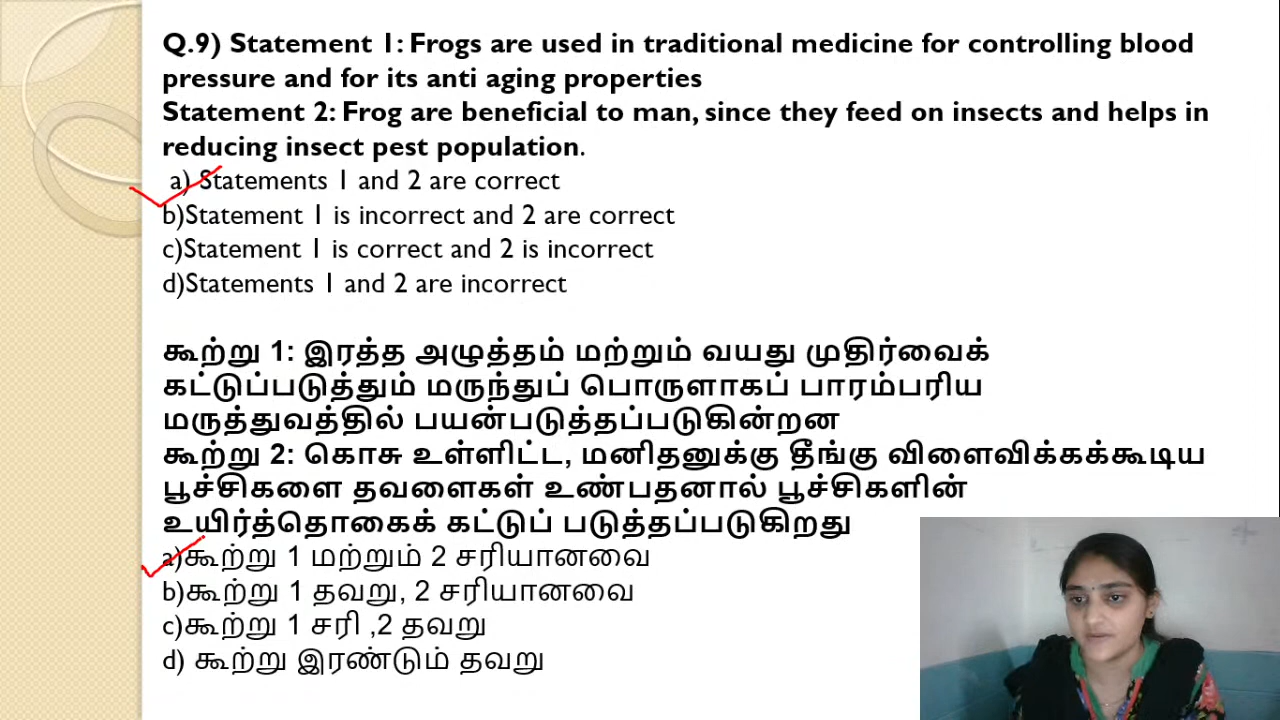 Q.9) Statement 1: Frogs are used in traditional medicine for controlling blood
pressure and for its anti aging properties
Statement 2: Frog are beneficial to man, since they feed on insects and helps in
reducing insect pest population.
a) Statements 1 and 2 are correct
b)Statement 1 is incorrect and 2 are correct
c)Statement 1 is correct and 2 is incorrect
d)Statements 1 and 2 are incorrect
கூற்று 1: இரத்த அழுத்தம் மற்றும் வயது முதிர்வைக்
கட்டுப்படுத்தும் மருந்துப் பொருளாகப் பாரம்பரிய
மருத்துவத்தில் பயன்படுத்தப்படுகின்றன
கூற்று 2: கொசு உள்ளிட்ட, மனிதனுக்கு தீங்கு விளைவிக்கக்கூடிய
பூச்சிகளை தவளைகள் உண்பதனால் பூச்சிகளின்
உயிர்த்தொகைக் கட்டுப் படுத்தப்படுகிறது
a)கூற்று 1 மற்றும் 2 சரியானவை
b)கூற்று 1 தவறு, 2 சரியானவை
c)கூற்று 1 சரி ,2 தவறு
d) கூற்று இரண்டும் தவறு